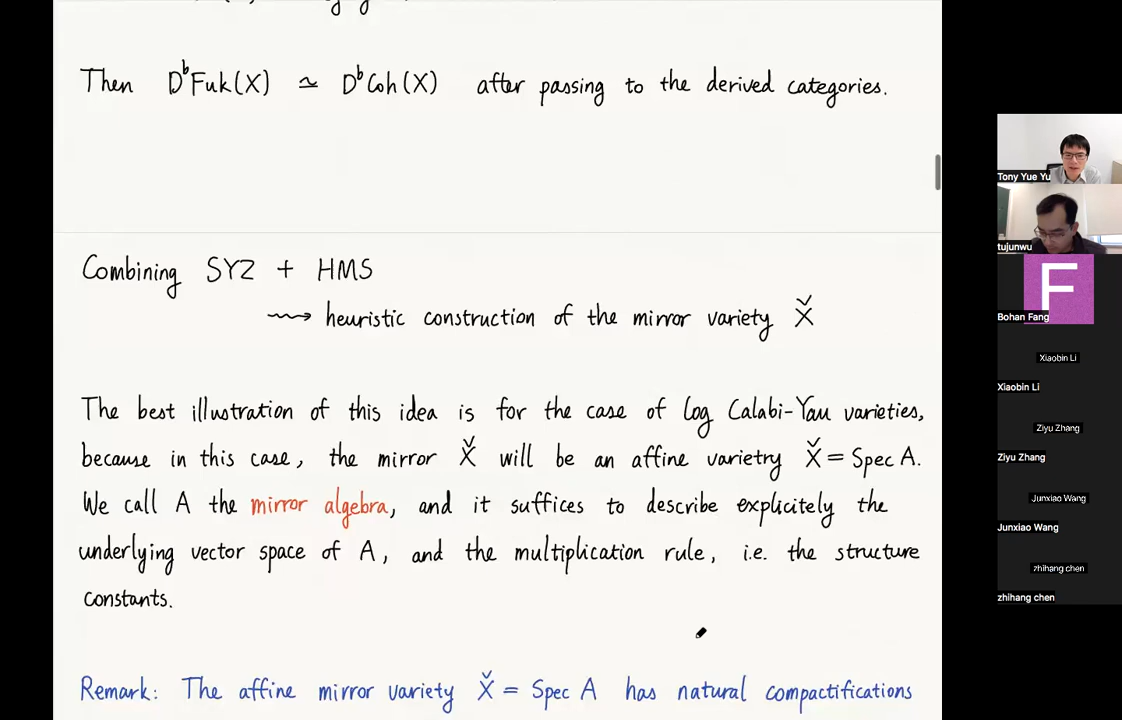 Then DᵇFuk(X) ≃ DᵇCoh(X) after passing to the derived categories.
Combining SYZ + HMS
⇝ heuristic construction of the mirror variety X̌
The best illustration of this idea is for the case of log Calabi-Yau varieties,
because in this case, the mirror X̌ will be an affine varietry X̌ = Spec A.
We call A the mirror algebra, and it suffices to describe explicitely the
underlying vector space of A, and the multiplication rule, i.e. the structure
constants.
Remark: The affine mirror variety X̌ = Spec A has natural compactifications
Tony Yue Yu
tujunwu
F
Bohan Fang
Xiaobin Li
Xiaobin Li
Ziyu Zhang
Ziyu Zhang
Junxiao Wang
Junxiao Wang
zhihang chen
zhihang chen